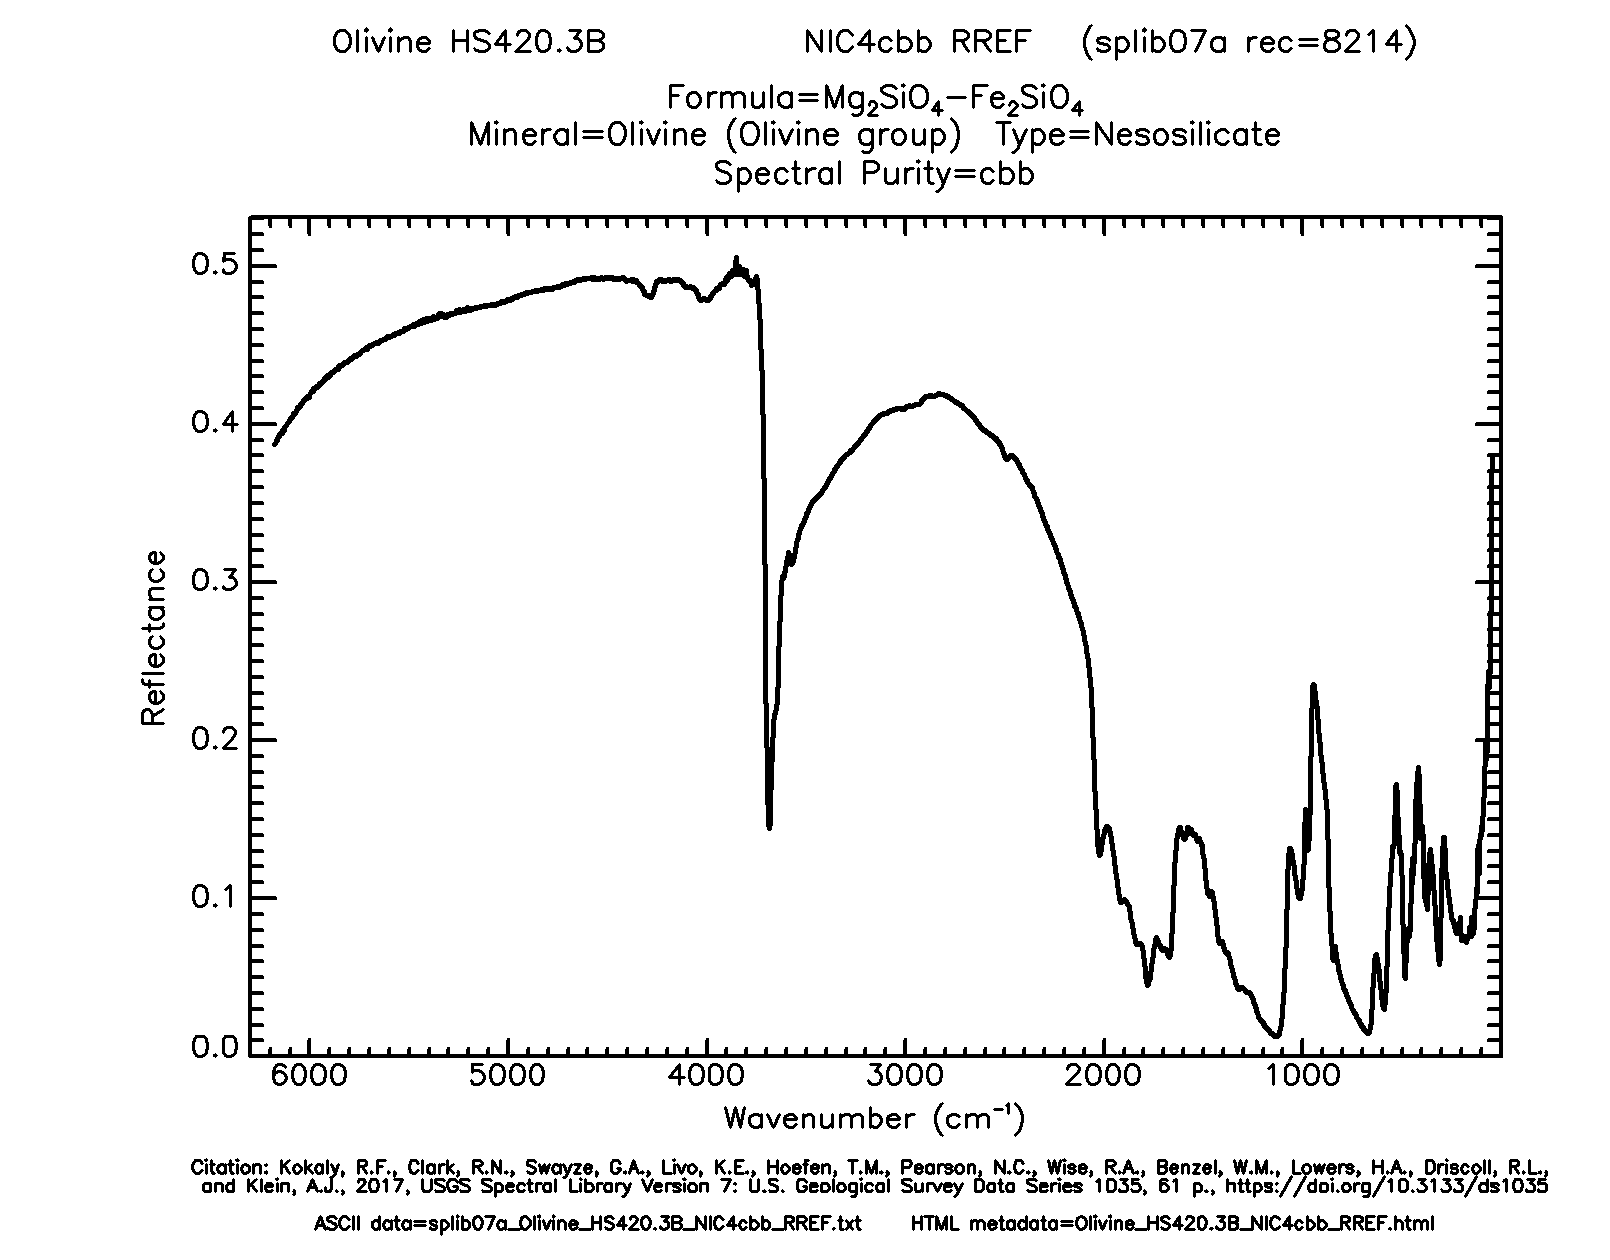 Olivine HS420.3B NIC4cbb RREF (splib07a rec=8214)
Formula=Mg₂SiO₄−Fe₂SiO₄
Mineral=Olivine (Olivine group) Type=Nesosilicate
Spectral Purity=cbb
0.5
0.4
0.3
0.2
0.1
0.0
Reflectance
6000 5000 4000 3000 2000 1000
Wavenumber (cm⁻¹)
Citation: Kokaly, R.F., Clark, R.N., Swayze, G.A., Livo, K.E., Hoefen, T.M., Pearson, N.C., Wise, R.A., Benzel, W.M., Lowers, H.A., Driscoll, R.L.,
and Klein, A.J., 2017, USGS Spectral Library Version 7: U.S. Geological Survey Data Series 1035, 61 p., https://doi.org/10.3133/ds1035
ASCII data=splib07a_Olivine_HS420.3B_NIC4cbb_RREF.txt HTML metadata=Olivine_HS420.3B_NIC4cbb_RREF.html